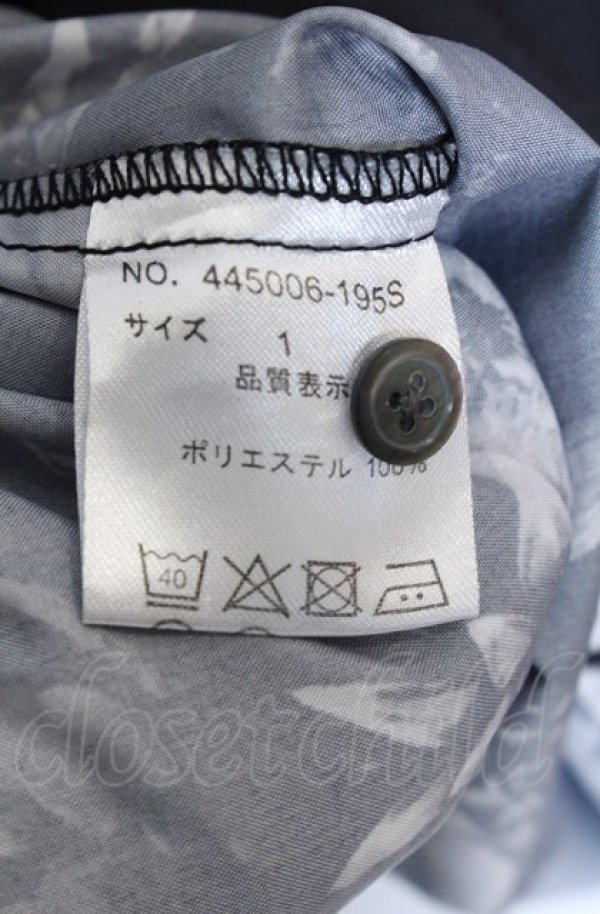 NO. 445006-195S
サイズ 1
品質表示
ポリエステル 100%
40
closetchild